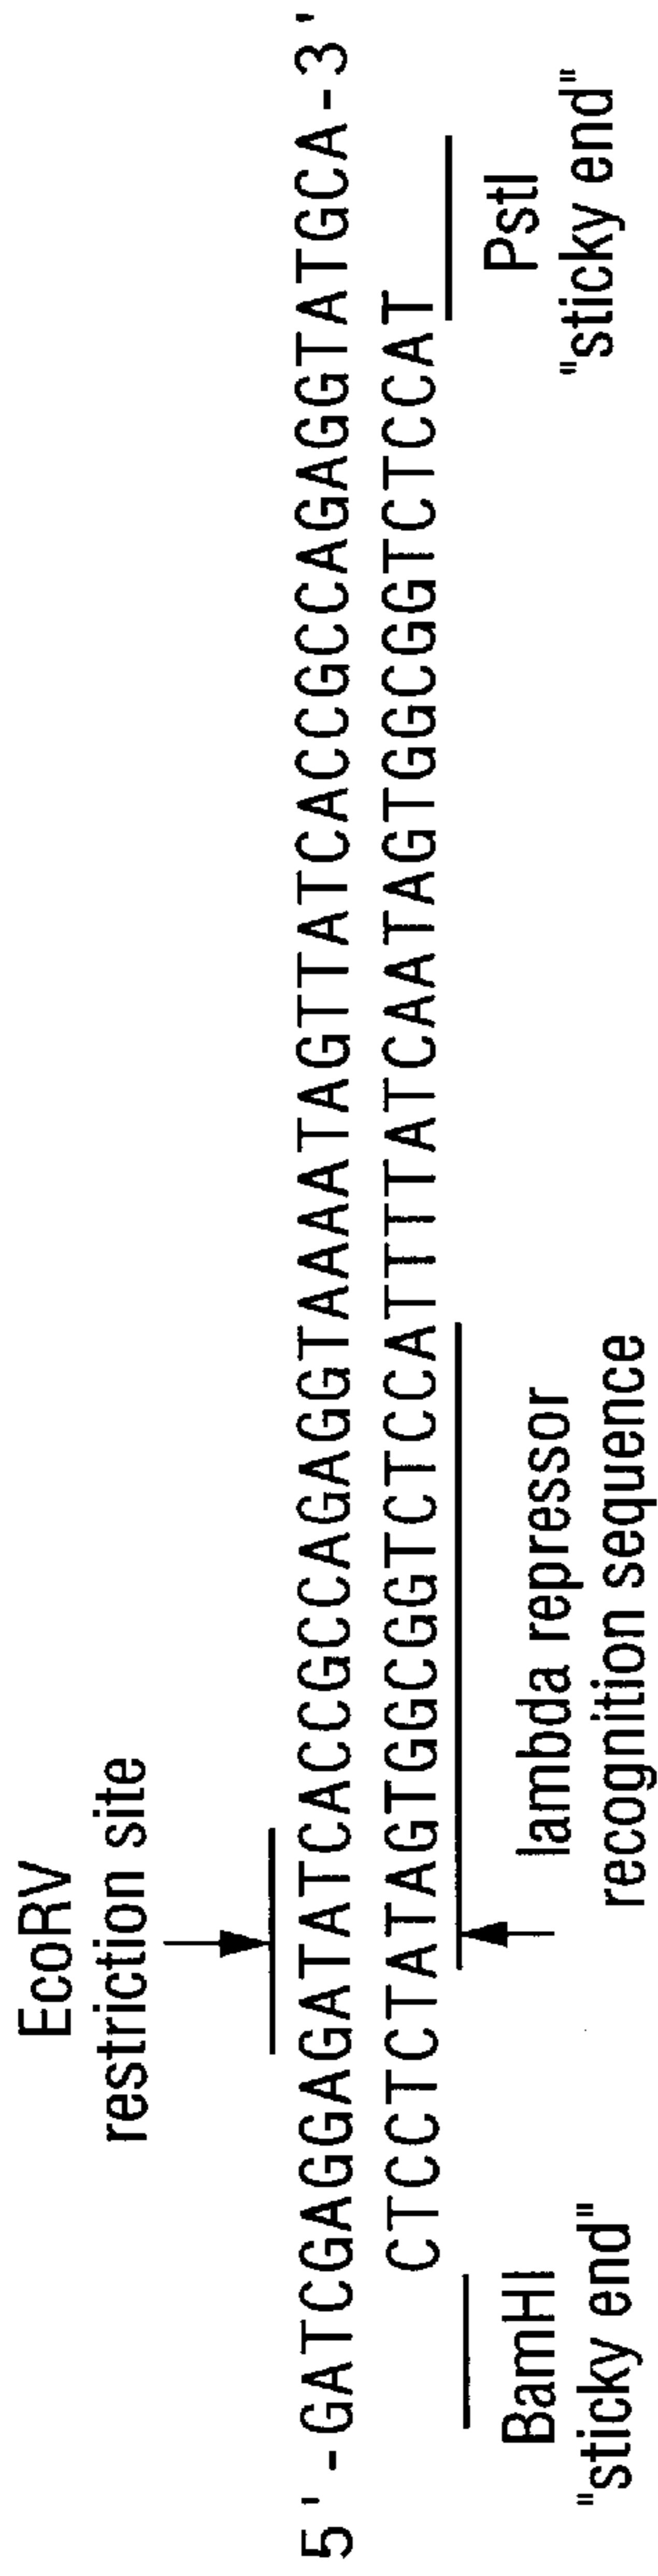 EcoRV
restriction site
5'-GATCGAGGAGATATCACCGCCAGAGGTAAAATAGTTATCACCGCCAGAGGTATGCA-3'
CTCCTCTATAGTGGCGGTCTCCATTTTATCAATAGTGGCGGTCTCCAT
BamHI
"sticky end"
lambda repressor
recognition sequence
PstI
"sticky end"